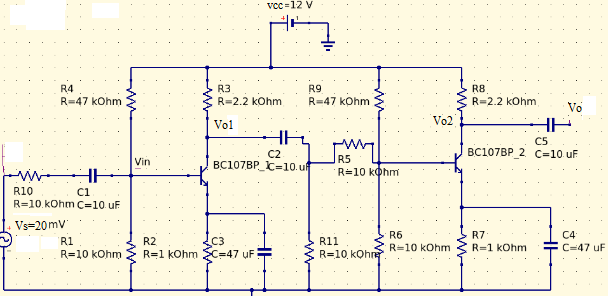 vcc=12 V
R4
R=47 kOhm
R3
R=2.2 kOhm
R9
R=47 kOhm
R8
R=2.2 kOhm
Vo1
Vo2
Vo
Vin
BC107BP_1
C2
C=10 uF
R5
R=10 kOhm
BC107BP_2
C5
C=10 uF
R10
R=10 kOhm
C1
C=10 uF
Vs=20mV
R1
R=10 kOhm
R2
R=1 kOhm
C3
C=47 uF
R11
R=10 kOhm
R6
R=10 kOhm
R7
R=1 kOhm
C4
C=47 uF